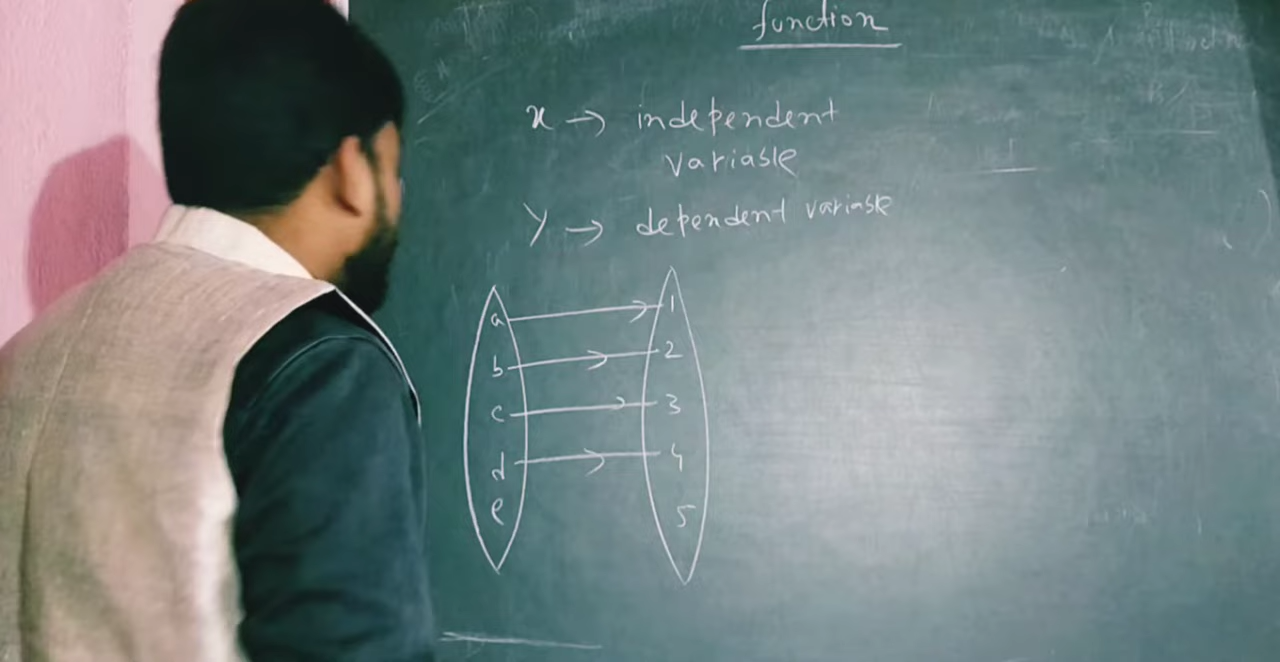 function
x → independent
variable
y → dependent variable
a → 1
b → 2
c → 3
d → 4
e 5